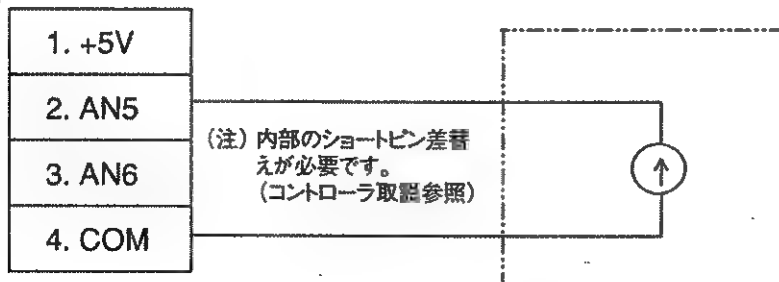 1. +5V
2. AN5
3. AN6
4. COM
(注) 内部のショートピン差替
えが必要です。
(コントローラ取説参照)